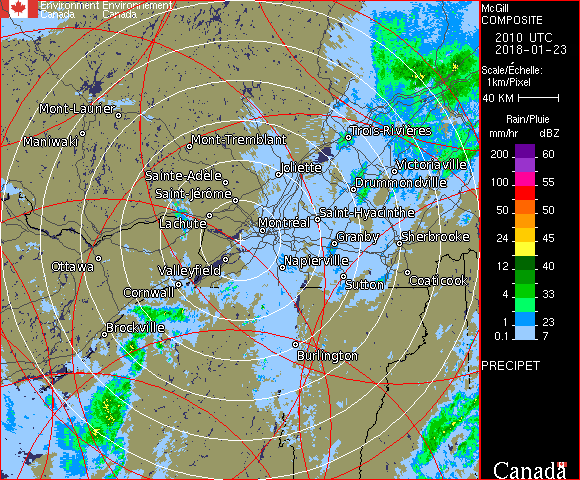 Environment Environnement
Canada Canada
McGill
COMPOSITE
2010 UTC
2018-01-23
Scale/Échelle:
1km/Pixel
40 KM
Rain/Pluie
mm/hr dBZ
200 60
100 55
50 50
24 45
12 40
4 33
1 23
0.1 7
PRECIPET
Mont-Laurier
Maniwaki
Mont-Tremblant
Trois-Rivières
Sainte-Adèle
Joliette
Victoriaville
Saint-Jérôme
Drummondville
Lachute
Montréal
Saint-Hyacinthe
Granby
Sherbrooke
Ottawa
Valleyfield
Napierville
Cornwall
Sutton
Coaticook
Brockville
Burlington
Canada